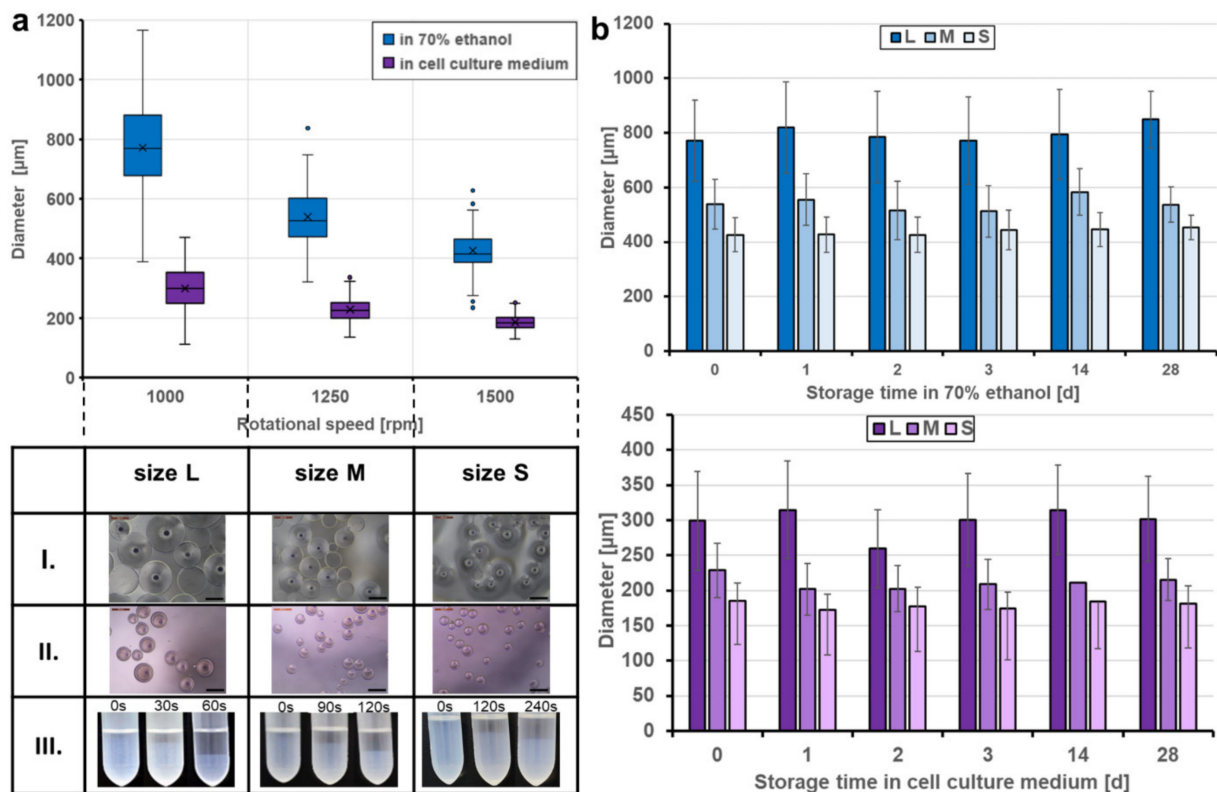 a
1200
1000
800
600
400
200
0
Diameter [µm]
in 70% ethanol
in cell culture medium
1000 1250 1500
Rotational speed [rpm]
size L size M size S
I.
II.
III.
0s 30s 60s 0s 90s 120s 0s 120s 240s
b
1200
1000
800
600
400
200
0
Diameter [µm]
L M S
0 1 2 3 14 28
Storage time in 70% ethanol [d]
450
400
350
300
250
200
150
100
50
0
Diameter [µm]
L M S
0 1 2 3 14 28
Storage time in cell culture medium [d]